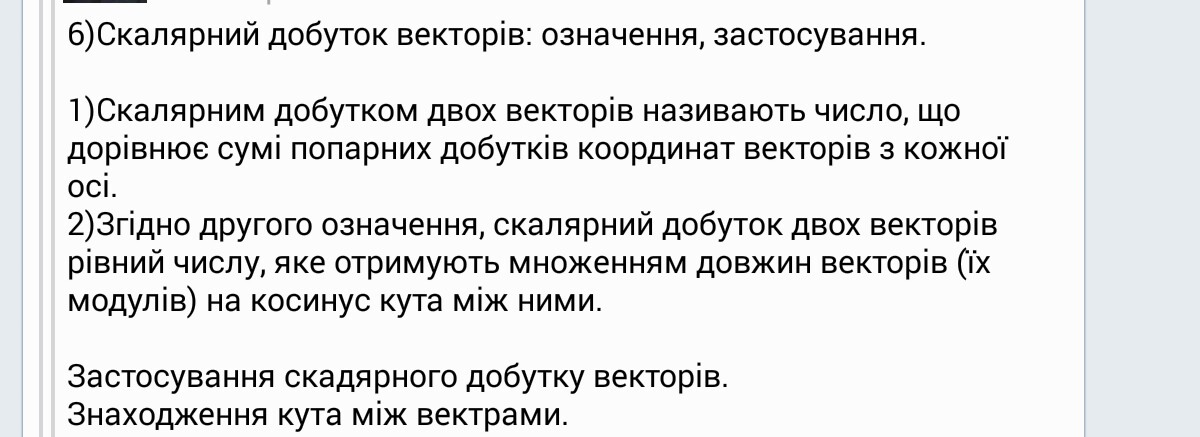 6)Скалярний добуток векторів: означення, застосування.
1)Скалярним добутком двох векторів називають число, що
дорівнює сумі попарних добутків координат векторів з кожної
осі.
2)Згідно другого означення, скалярний добуток двох векторів
рівний числу, яке отримують множенням довжин векторів (їх
модулів) на косинус кута між ними.
Застосування скадярного добутку векторів.
Знаходження кута між вектрами.